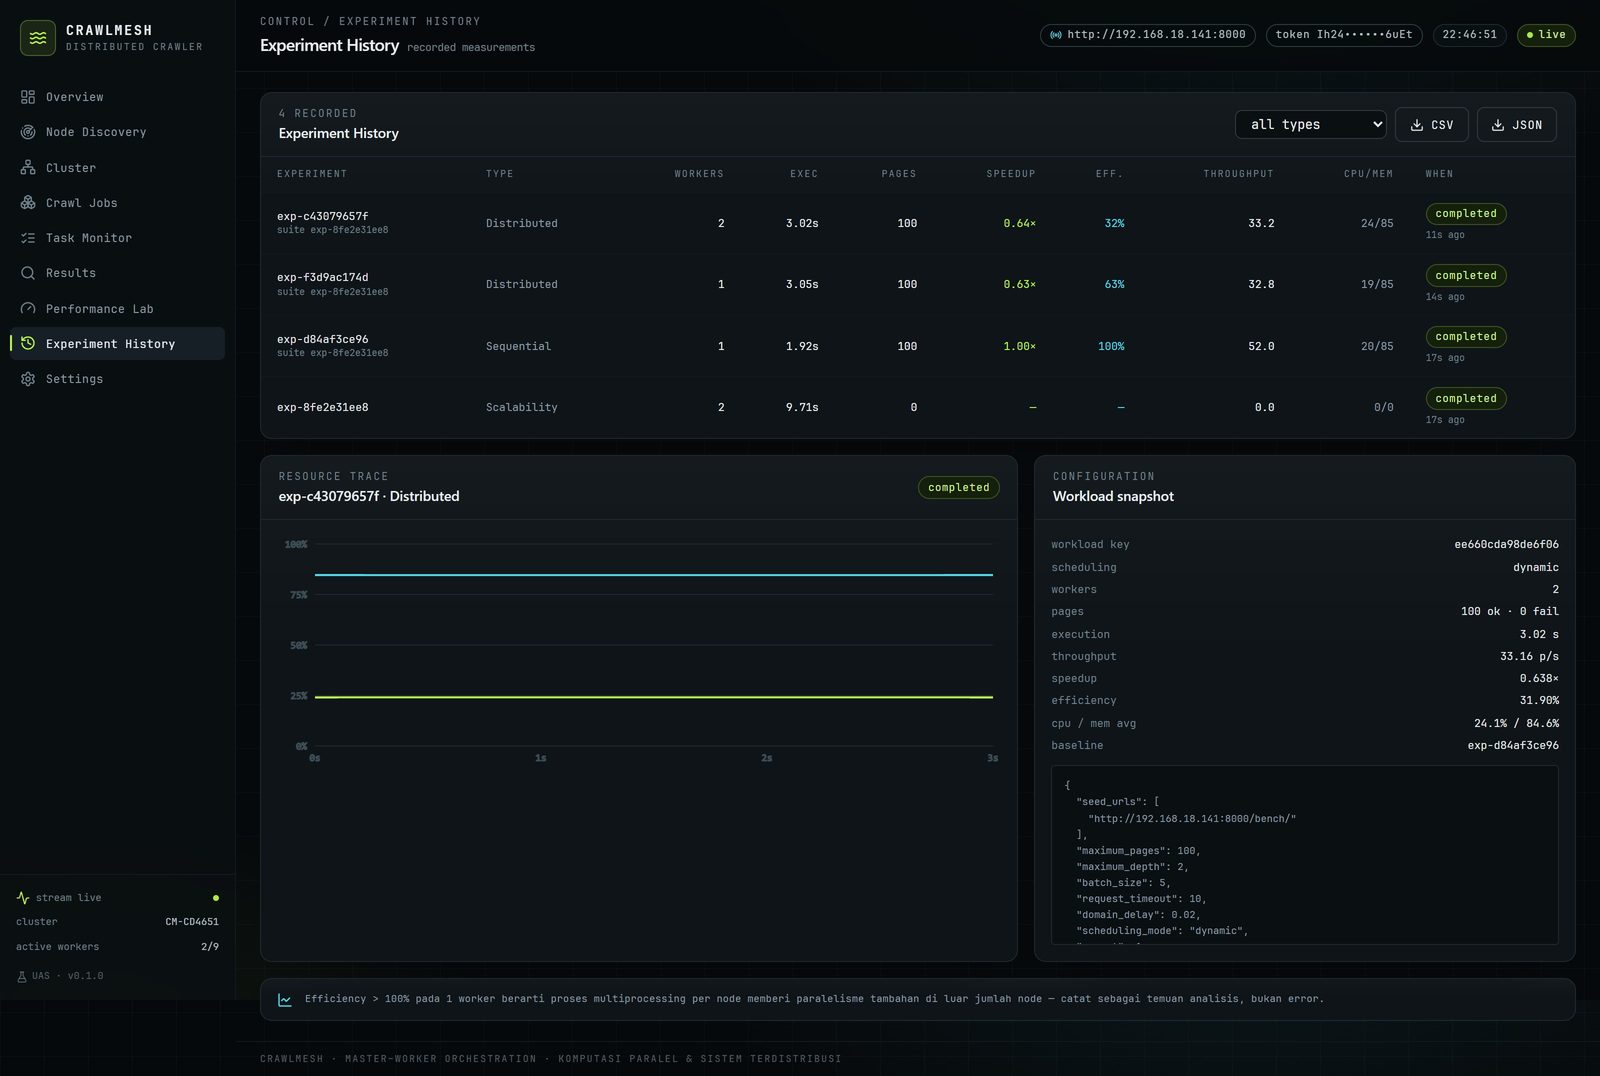 CRAWLMESH
DISTRIBUTED CRAWLER
Overview
Node Discovery
Cluster
Crawl Jobs
Task Monitor
Results
Performance Lab
Experiment History
Settings
stream live
cluster CM-CD4651
active workers 2/9
UAS · v0.1.0
CONTROL / EXPERIMENT HISTORY
Experiment History recorded measurements
http://192.168.18.141:8000 token Ih24••••••6uEt 22:46:51 live
4 RECORDED
Experiment History
all types CSV JSON
EXPERIMENT TYPE WORKERS EXEC PAGES SPEEDUP EFF. THROUGHPUT CPU/MEM WHEN
exp-c43079657f Distributed 2 3.02s 100 0.64× 32% 33.2 24/85 completed
suite exp-8fe2e31ee8 11s ago
exp-f3d9ac174d Distributed 1 3.05s 100 0.63× 63% 32.8 19/85 completed
suite exp-8fe2e31ee8 14s ago
exp-d84af3ce96 Sequential 1 1.92s 100 1.00× 100% 52.0 20/85 completed
suite exp-8fe2e31ee8 17s ago
exp-8fe2e31ee8 Scalability 2 9.71s 0 — — 0.0 0/0 completed
17s ago
RESOURCE TRACE
exp-c43079657f · Distributed completed
100%
75%
50%
25%
0%
0s 1s 2s 3s
CONFIGURATION
Workload snapshot
workload key ee660cda98de6f06
scheduling dynamic
workers 2
pages 100 ok · 0 fail
execution 3.02 s
throughput 33.16 p/s
speedup 0.638×
efficiency 31.90%
cpu / mem avg 24.1% / 84.6%
baseline exp-d84af3ce96
{
"seed_urls": [
"http://192.168.18.141:8000/bench/"
],
"maximum_pages": 100,
"maximum_depth": 2,
"batch_size": 5,
"request_timeout": 10,
"domain_delay": 0.02,
"scheduling_mode": "dynamic",
Efficiency > 100% pada 1 worker berarti proses multiprocessing per node memberi paralelisme tambahan di luar jumlah node — catat sebagai temuan analisis, bukan error.
CRAWLMESH · MASTER-WORKER ORCHESTRATION · KOMPUTASI PARALEL & SISTEM TERDISTRIBUSI